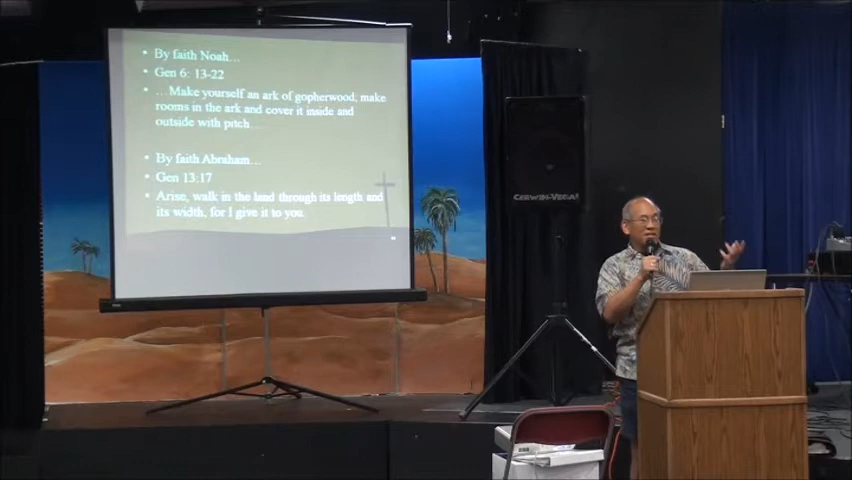 • By faith Noah…
• Gen 6: 13-22
• …Make yourself an ark of gopherwood; make
rooms in the ark and cover it inside and
outside with pitch…
• By faith Abraham…
• Gen 13:17
• Arise, walk in the land through its length and
its width, for I give it to you.
CERWIN-VEGA!